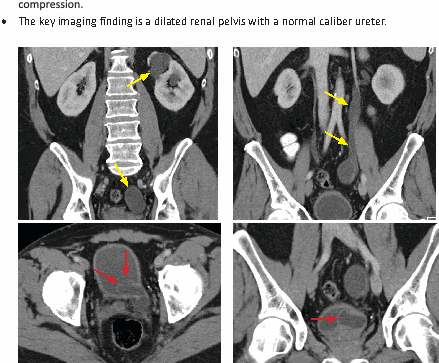 compression.
• The key imaging finding is a dilated renal pelvis with a normal caliber ureter.